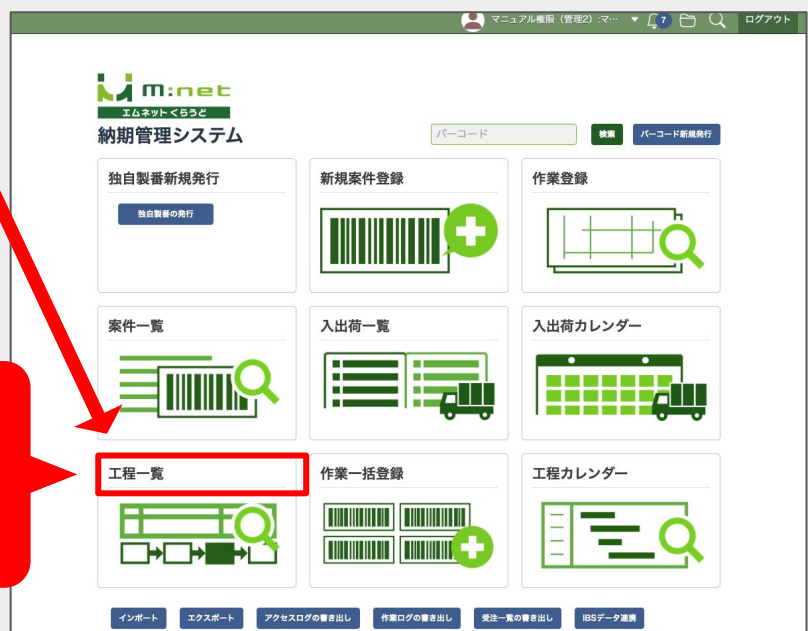 マニュアル権限（管理2）:マ… 7 ログアウト
m:net
エムネットくらうど
納期管理システム
バーコード 検索 バーコード新規発行
独自製番新規発行 新規案件登録 作業登録
独自製番の発行
案件一覧 入出荷一覧 入出荷カレンダー
工程一覧 作業一括登録 工程カレンダー
インポート エクスポート アクセスログの書き出し 作業ログの書き出し 受注一覧の書き出し IBSデータ連携